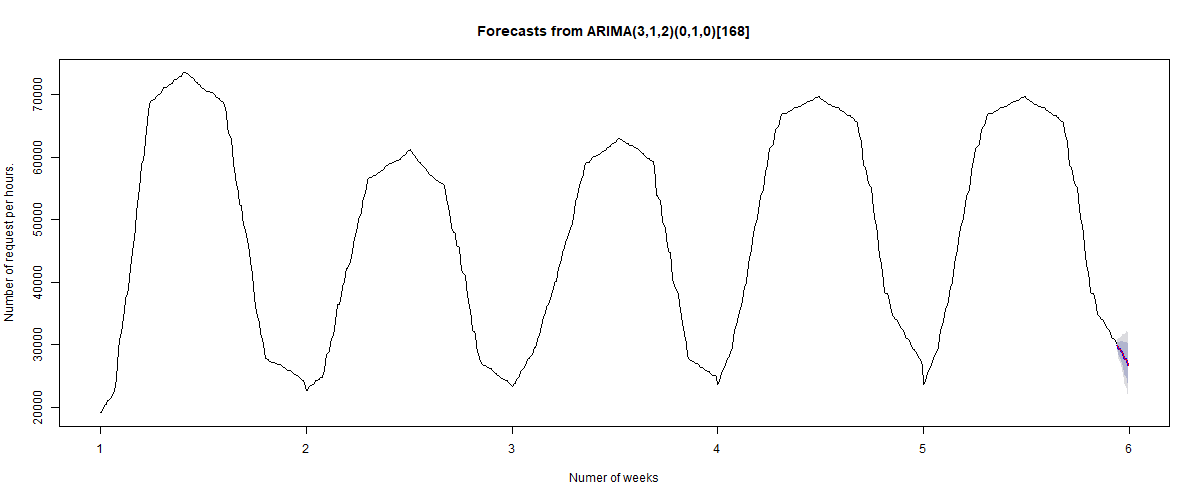 Forecasts from ARIMA(3,1,2)(0,1,0)[168]
Number of request per hours.
70000
60000
50000
40000
30000
20000
1 2 3 4 5 6
Numer of weeks